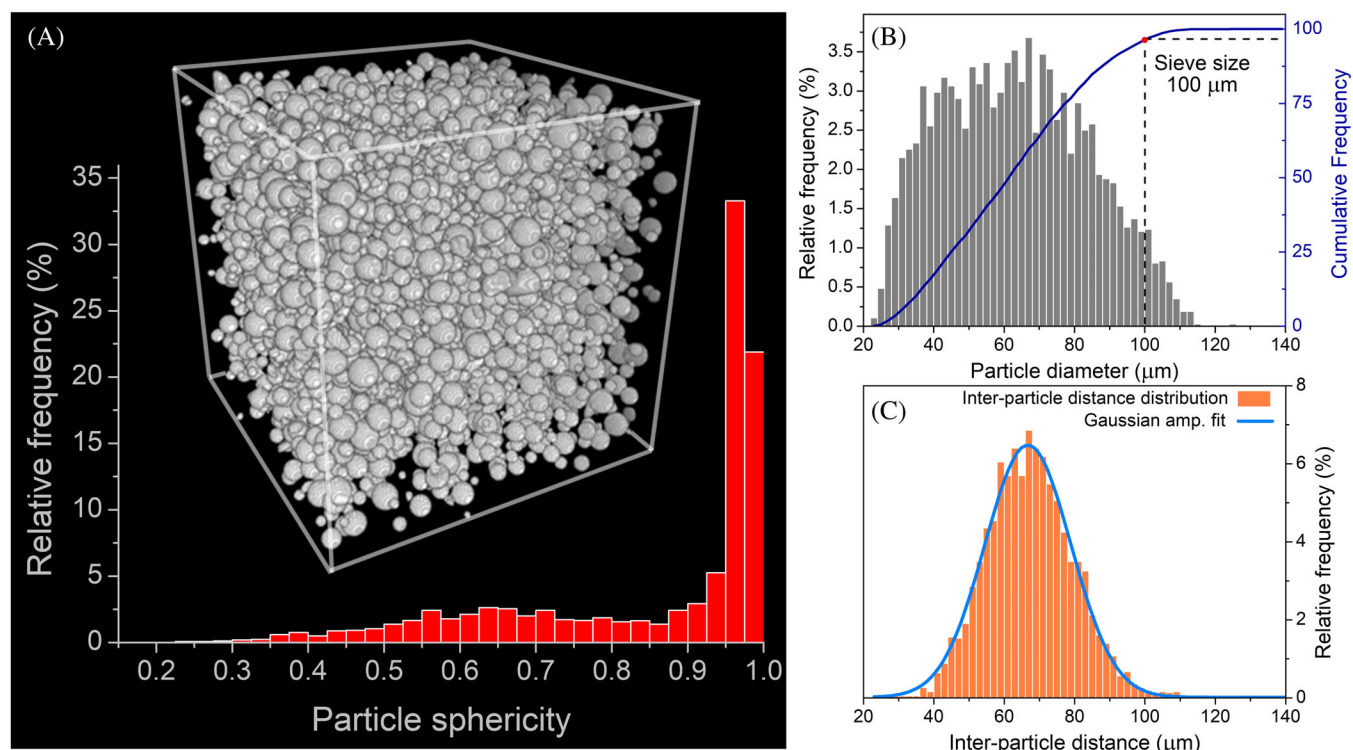 (A)
Relative frequency (%)
35
30
25
20
15
10
5
0
0.2 0.3 0.4 0.5 0.6 0.7 0.8 0.9 1.0
Particle sphericity
(B)
Relative frequency (%)
3.5
3.0
2.5
2.0
1.5
1.0
0.5
0.0
Sieve size
100 μm
100
75
50
25
0
Cumulative Frequency
20 40 60 80 100 120 140
Particle diameter (μm)
(C)
Inter-particle distance distribution
Gaussian amp. fit
8
6
4
2
0
Relative frequency (%)
20 40 60 80 100 120 140
Inter-particle distance (μm)